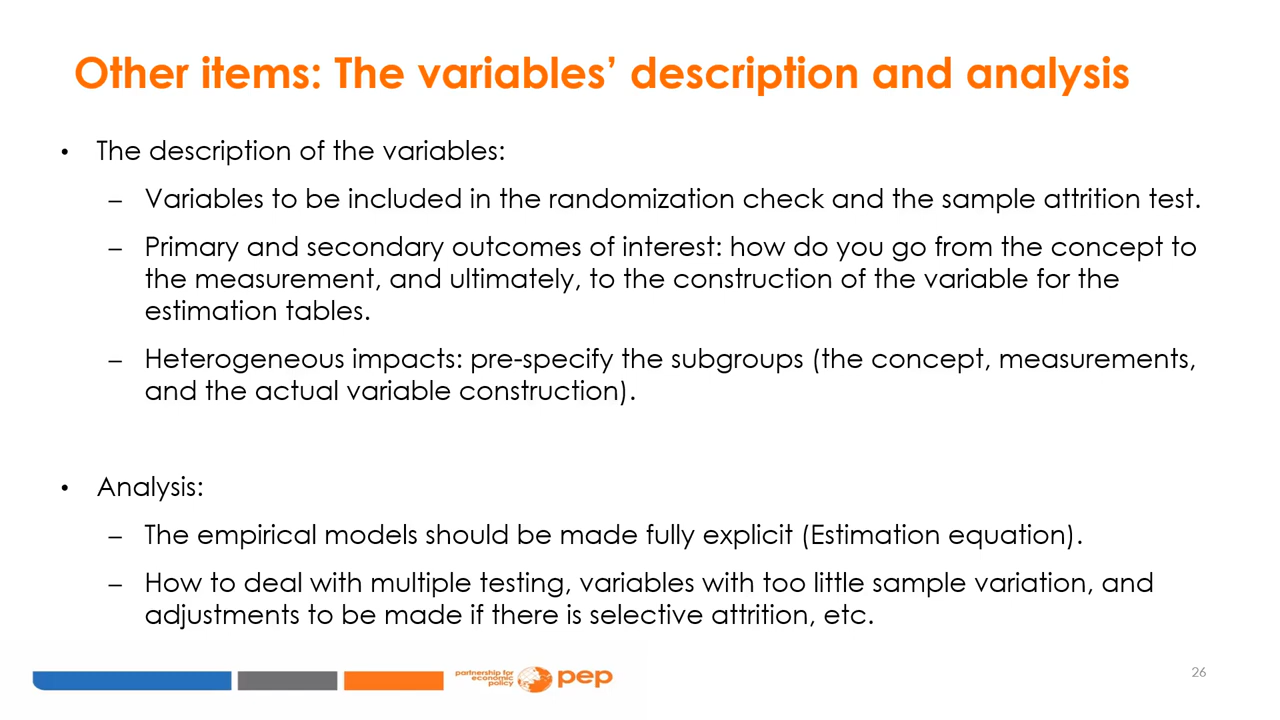 Other items: The variables’ description and analysis
• The description of the variables:
– Variables to be included in the randomization check and the sample attrition test.
– Primary and secondary outcomes of interest: how do you go from the concept to
the measurement, and ultimately, to the construction of the variable for the
estimation tables.
– Heterogeneous impacts: pre-specify the subgroups (the concept, measurements,
and the actual variable construction).
• Analysis:
– The empirical models should be made fully explicit (Estimation equation).
– How to deal with multiple testing, variables with too little sample variation, and
adjustments to be made if there is selective attrition, etc.
partnership for
economic
policy
pep
26